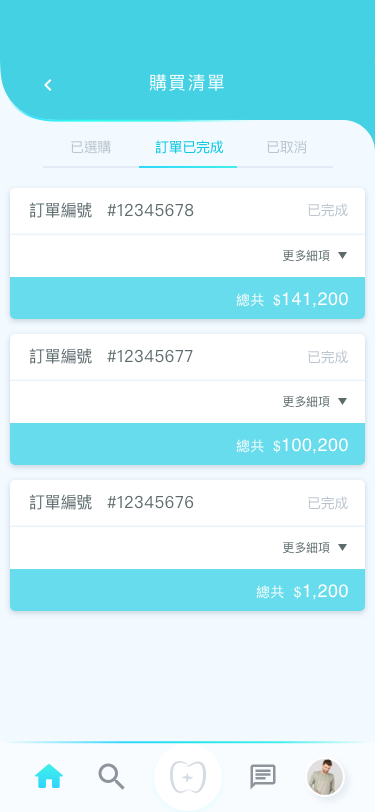 購買清單
已選購 訂單已完成 已取消
訂單編號 #12345678 已完成
更多細項 ▼
總共 $141,200
訂單編號 #12345677 已完成
更多細項 ▼
總共 $100,200
訂單編號 #12345676 已完成
更多細項 ▼
總共 $1,200